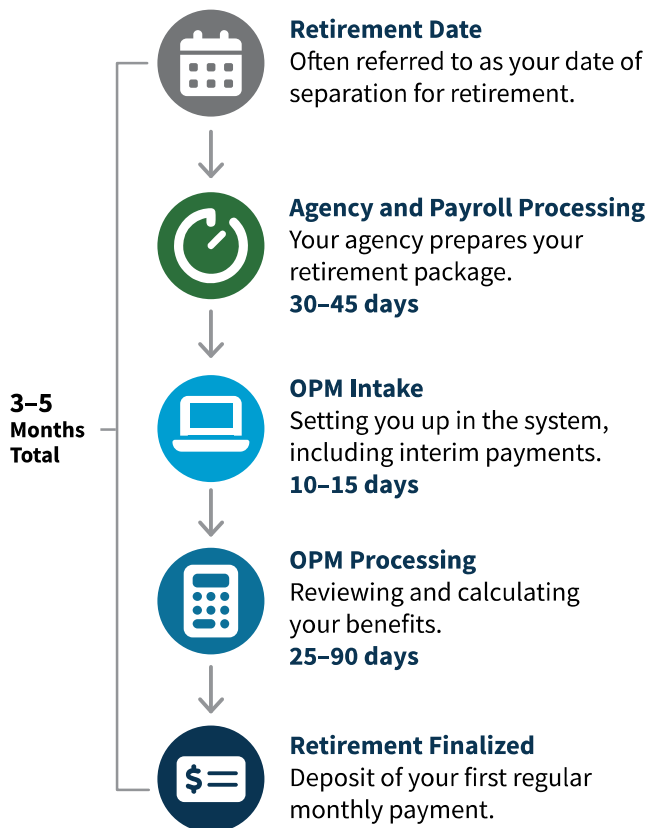 Retirement Date
Often referred to as your date of
separation for retirement.
Agency and Payroll Processing
Your agency prepares your
retirement package.
30–45 days
3–5
Months
Total
OPM Intake
Setting you up in the system,
including interim payments.
10–15 days
OPM Processing
Reviewing and calculating
your benefits.
25–90 days
$
Retirement Finalized
Deposit of your first regular
monthly payment.